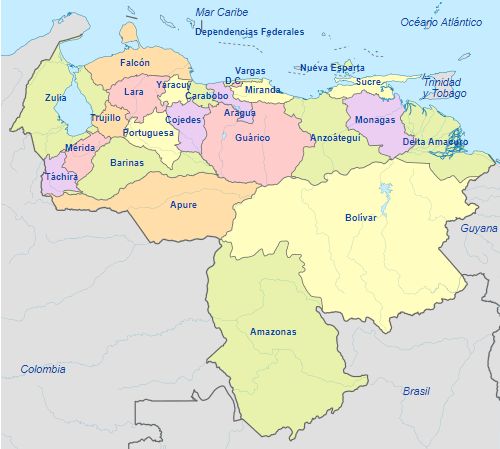 Mar Caribe
Océano Atlántico
Dependencias Federales
Falcón
Vargas
Nueva Esparta
D.C.
Sucre
Trinidad
y Tobago
Zulia
Lara
Yaracuy
Carabobo
Miranda
Aragua
Trujillo
Cojedes
Monagas
Portuguesa
Guárico
Anzoátegui
Delta Amacuro
Mérida
Barinas
Táchira
Apure
Bolívar
Guyana
Amazonas
Colombia
Brasil